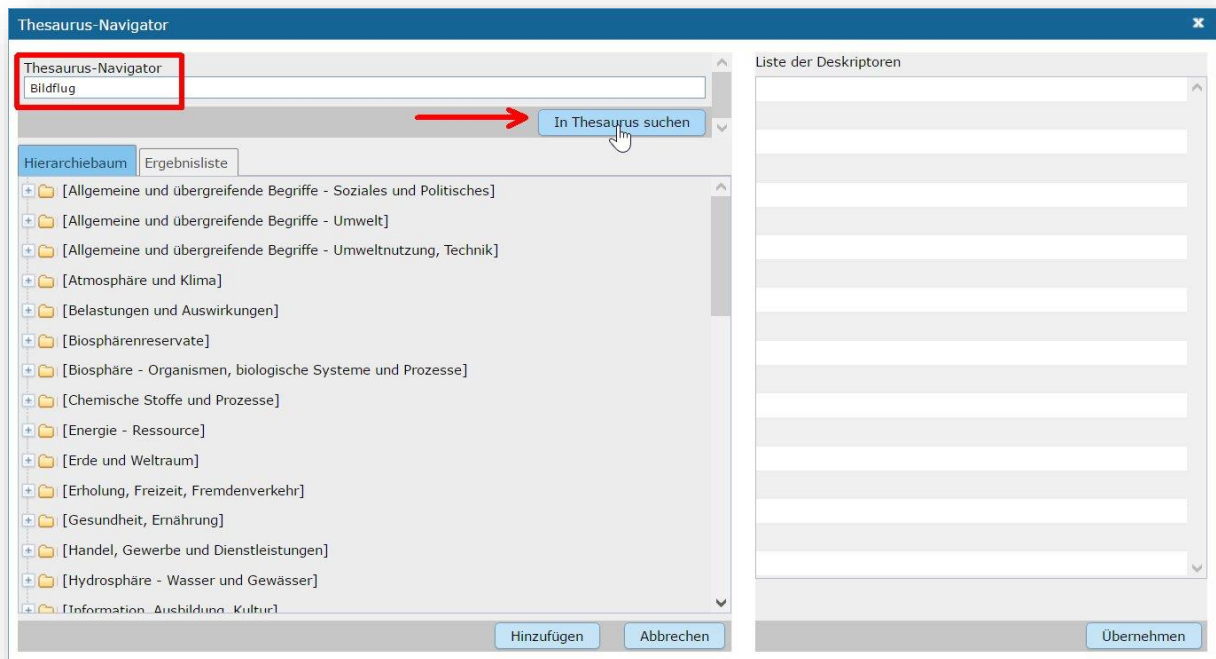 Thesaurus-Navigator
Thesaurus-Navigator
Bildflug
In Thesaurus suchen
Hierarchiebaum
Ergebnisliste
[Allgemeine und übergreifende Begriffe - Soziales und Politisches]
[Allgemeine und übergreifende Begriffe - Umwelt]
[Allgemeine und übergreifende Begriffe - Umweltnutzung, Technik]
[Atmosphäre und Klima]
[Belastungen und Auswirkungen]
[Biosphärenreservate]
[Biosphäre - Organismen, biologische Systeme und Prozesse]
[Chemische Stoffe und Prozesse]
[Energie - Ressource]
[Erde und Weltraum]
[Erholung, Freizeit, Fremdenverkehr]
[Gesundheit, Ernährung]
[Handel, Gewerbe und Dienstleistungen]
[Hydrosphäre - Wasser und Gewässer]
[Information, Ausbildung, Kultur]
Hinzufügen
Abbrechen
Liste der Deskriptoren
Übernehmen